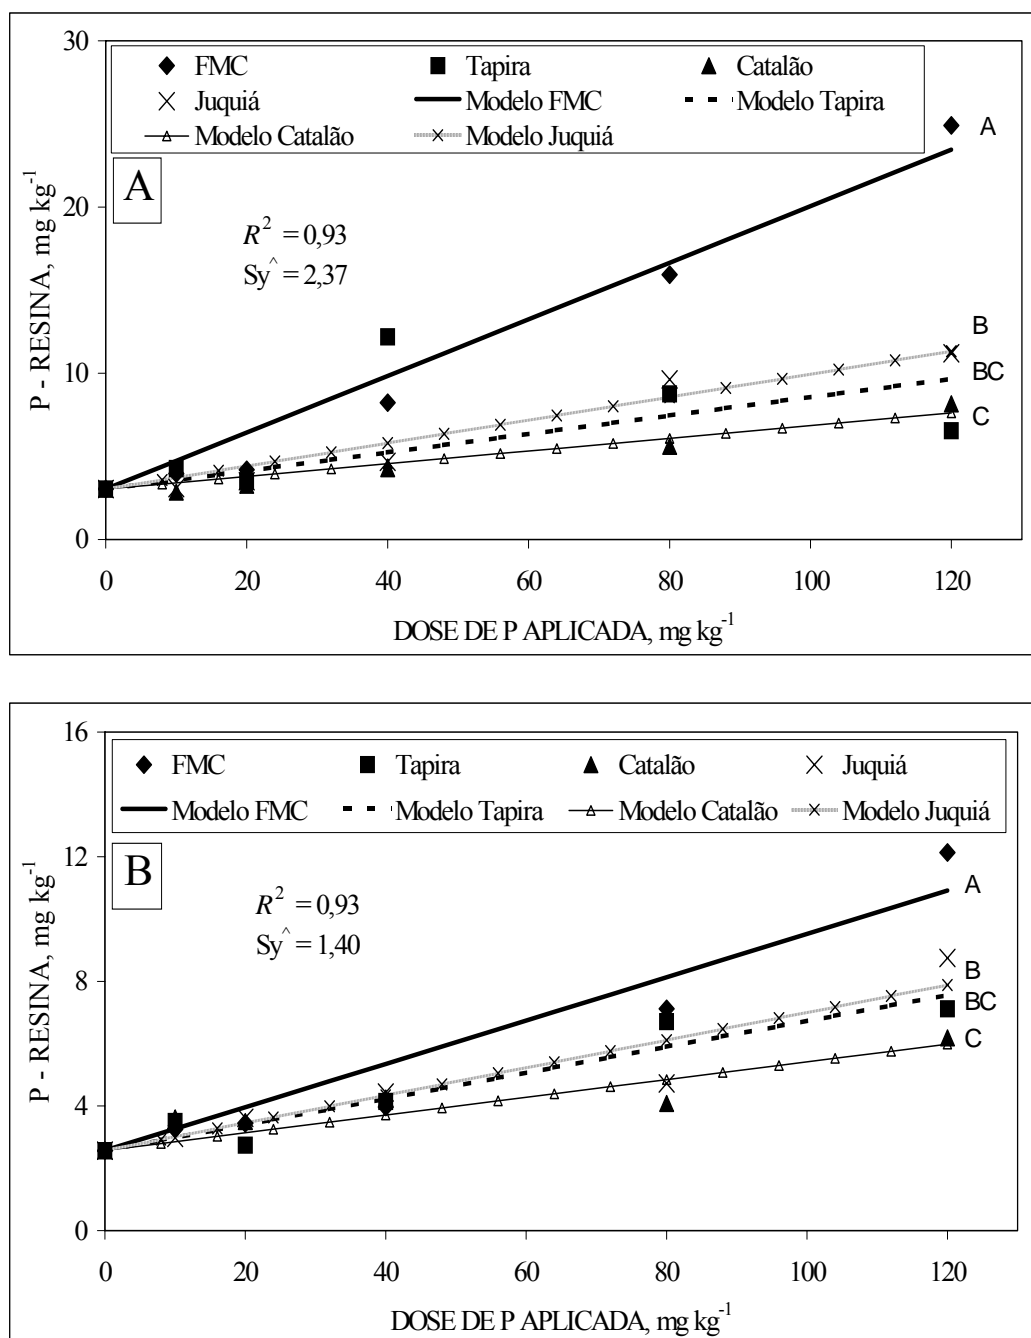 30
FMC Tapira Catalão
Juquiá Modelo FMC Modelo Tapira
Modelo Catalão Modelo Juquiá
A
A
R² = 0,93
Sy^ = 2,37
20
B
BC
C
10
0
P - RESINA, mg kg⁻¹
0 20 40 60 80 100 120
DOSE DE P APLICADA, mg kg⁻¹
16
FMC Tapira Catalão Juquiá
Modelo FMC Modelo Tapira Modelo Catalão Modelo Juquiá
12
B
A
R² = 0,93
Sy^ = 1,40
8
B
BC
C
4
0
P - RESINA, mg kg⁻¹
0 20 40 60 80 100 120
DOSE DE P APLICADA, mg kg⁻¹